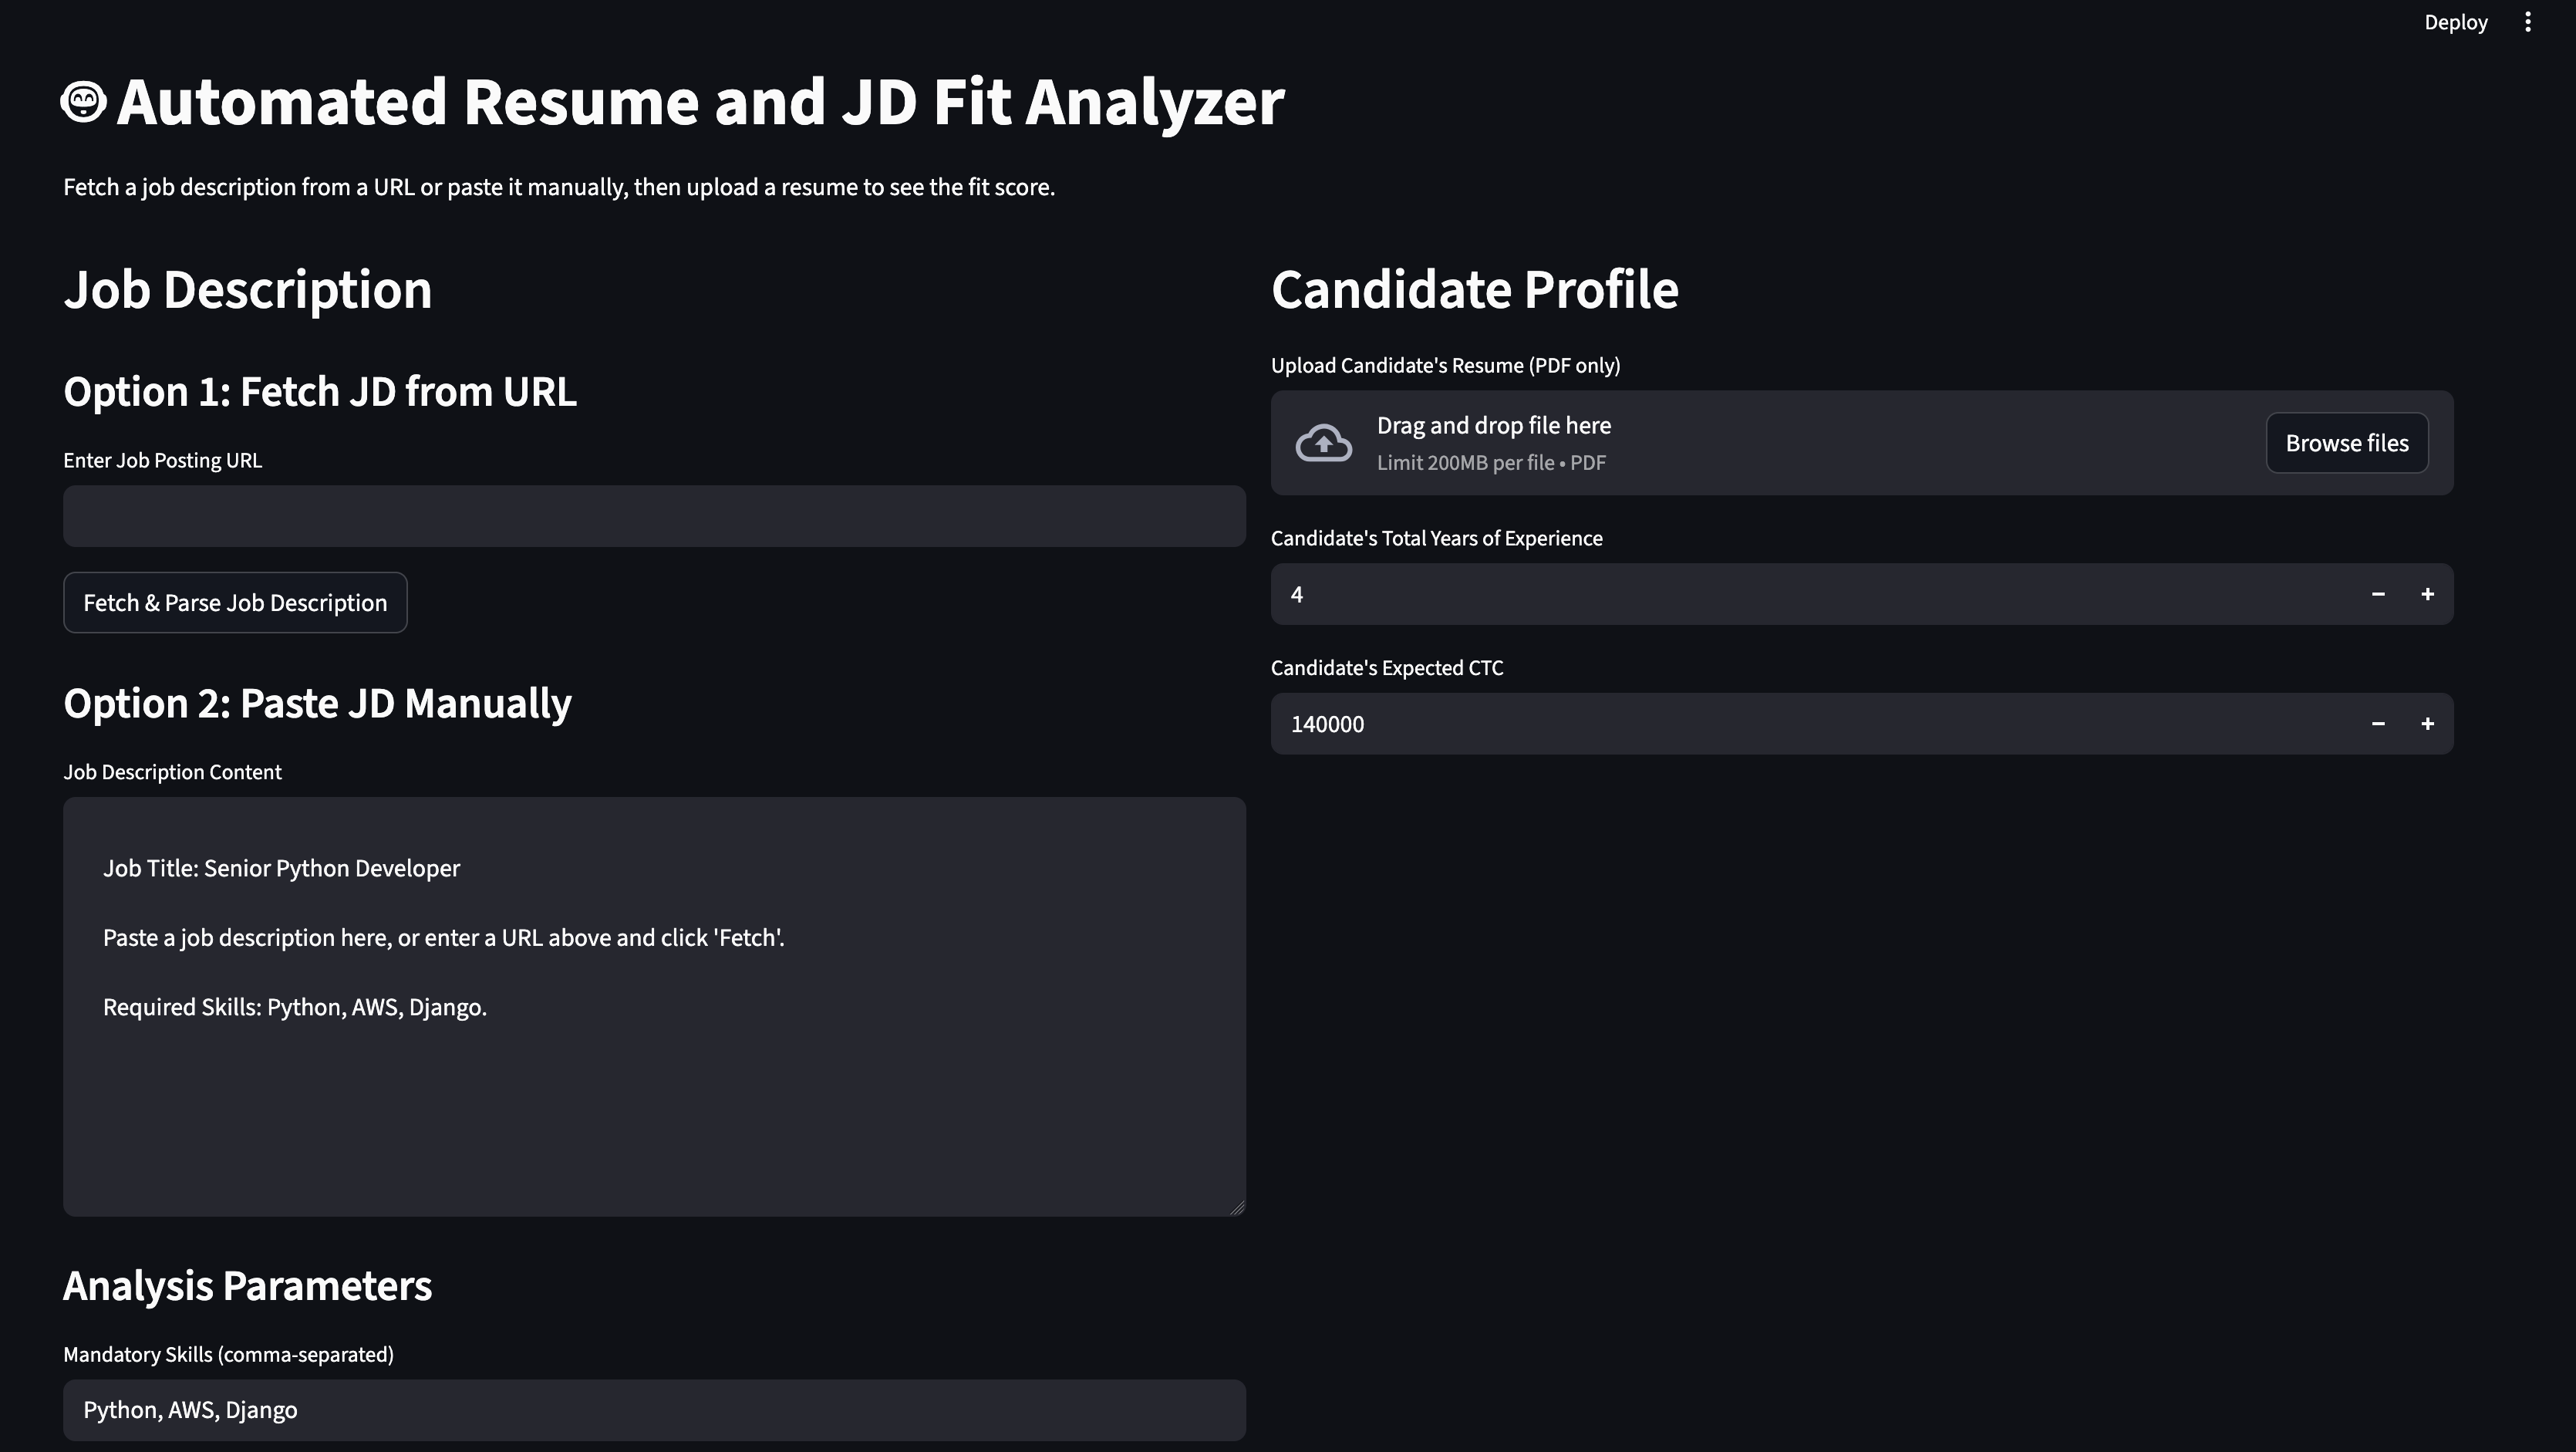 Deploy
Automated Resume and JD Fit Analyzer
Fetch a job description from a URL or paste it manually, then upload a resume to see the fit score.
Job Description
Option 1: Fetch JD from URL
Enter Job Posting URL
Fetch & Parse Job Description
Option 2: Paste JD Manually
Job Description Content
Job Title: Senior Python Developer
Paste a job description here, or enter a URL above and click 'Fetch'.
Required Skills: Python, AWS, Django.
Analysis Parameters
Mandatory Skills (comma-separated)
Python, AWS, Django
Candidate Profile
Upload Candidate's Resume (PDF only)
Drag and drop file here
Limit 200MB per file • PDF
Browse files
Candidate's Total Years of Experience
4
Candidate's Expected CTC
140000